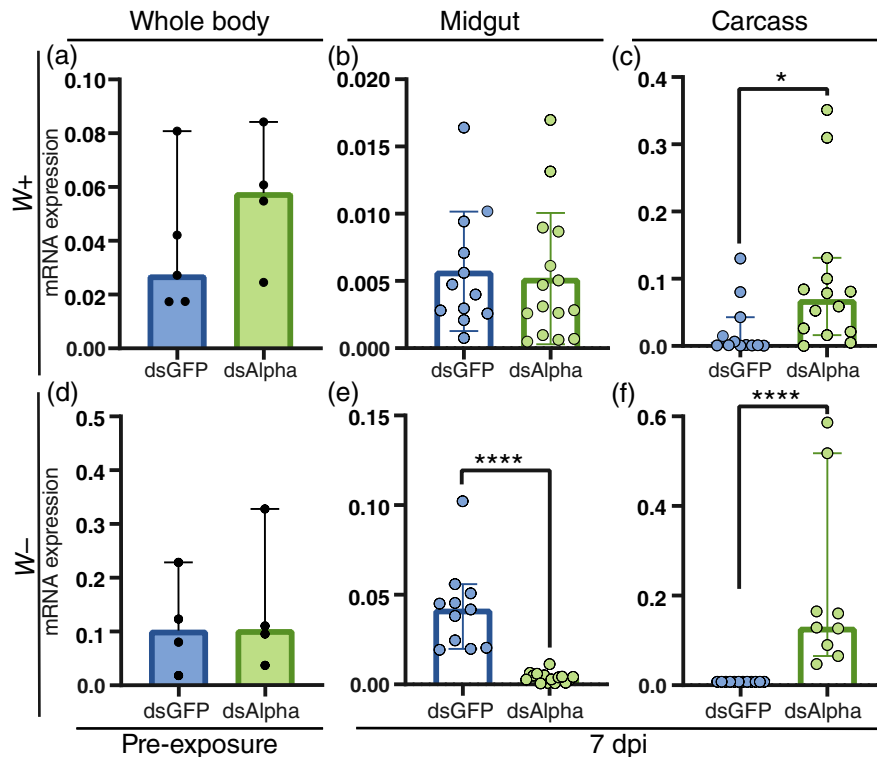 Whole body Midgut Carcass
(a) (b) (c)
W+
mRNA expression
0.10
0.08
0.06
0.04
0.02
0.00
dsGFP dsAlpha
0.020
0.015
0.010
0.005
0.000
dsGFP dsAlpha
0.4
0.3
0.2
0.1
0.0
*
dsGFP dsAlpha
(d) (e) (f)
W−
mRNA expression
0.5
0.4
0.3
0.2
0.1
0.0
dsGFP dsAlpha
0.15
0.10
0.05
0.00
****
dsGFP dsAlpha
0.6
0.4
0.2
0.0
****
dsGFP dsAlpha
Pre-exposure 7 dpi